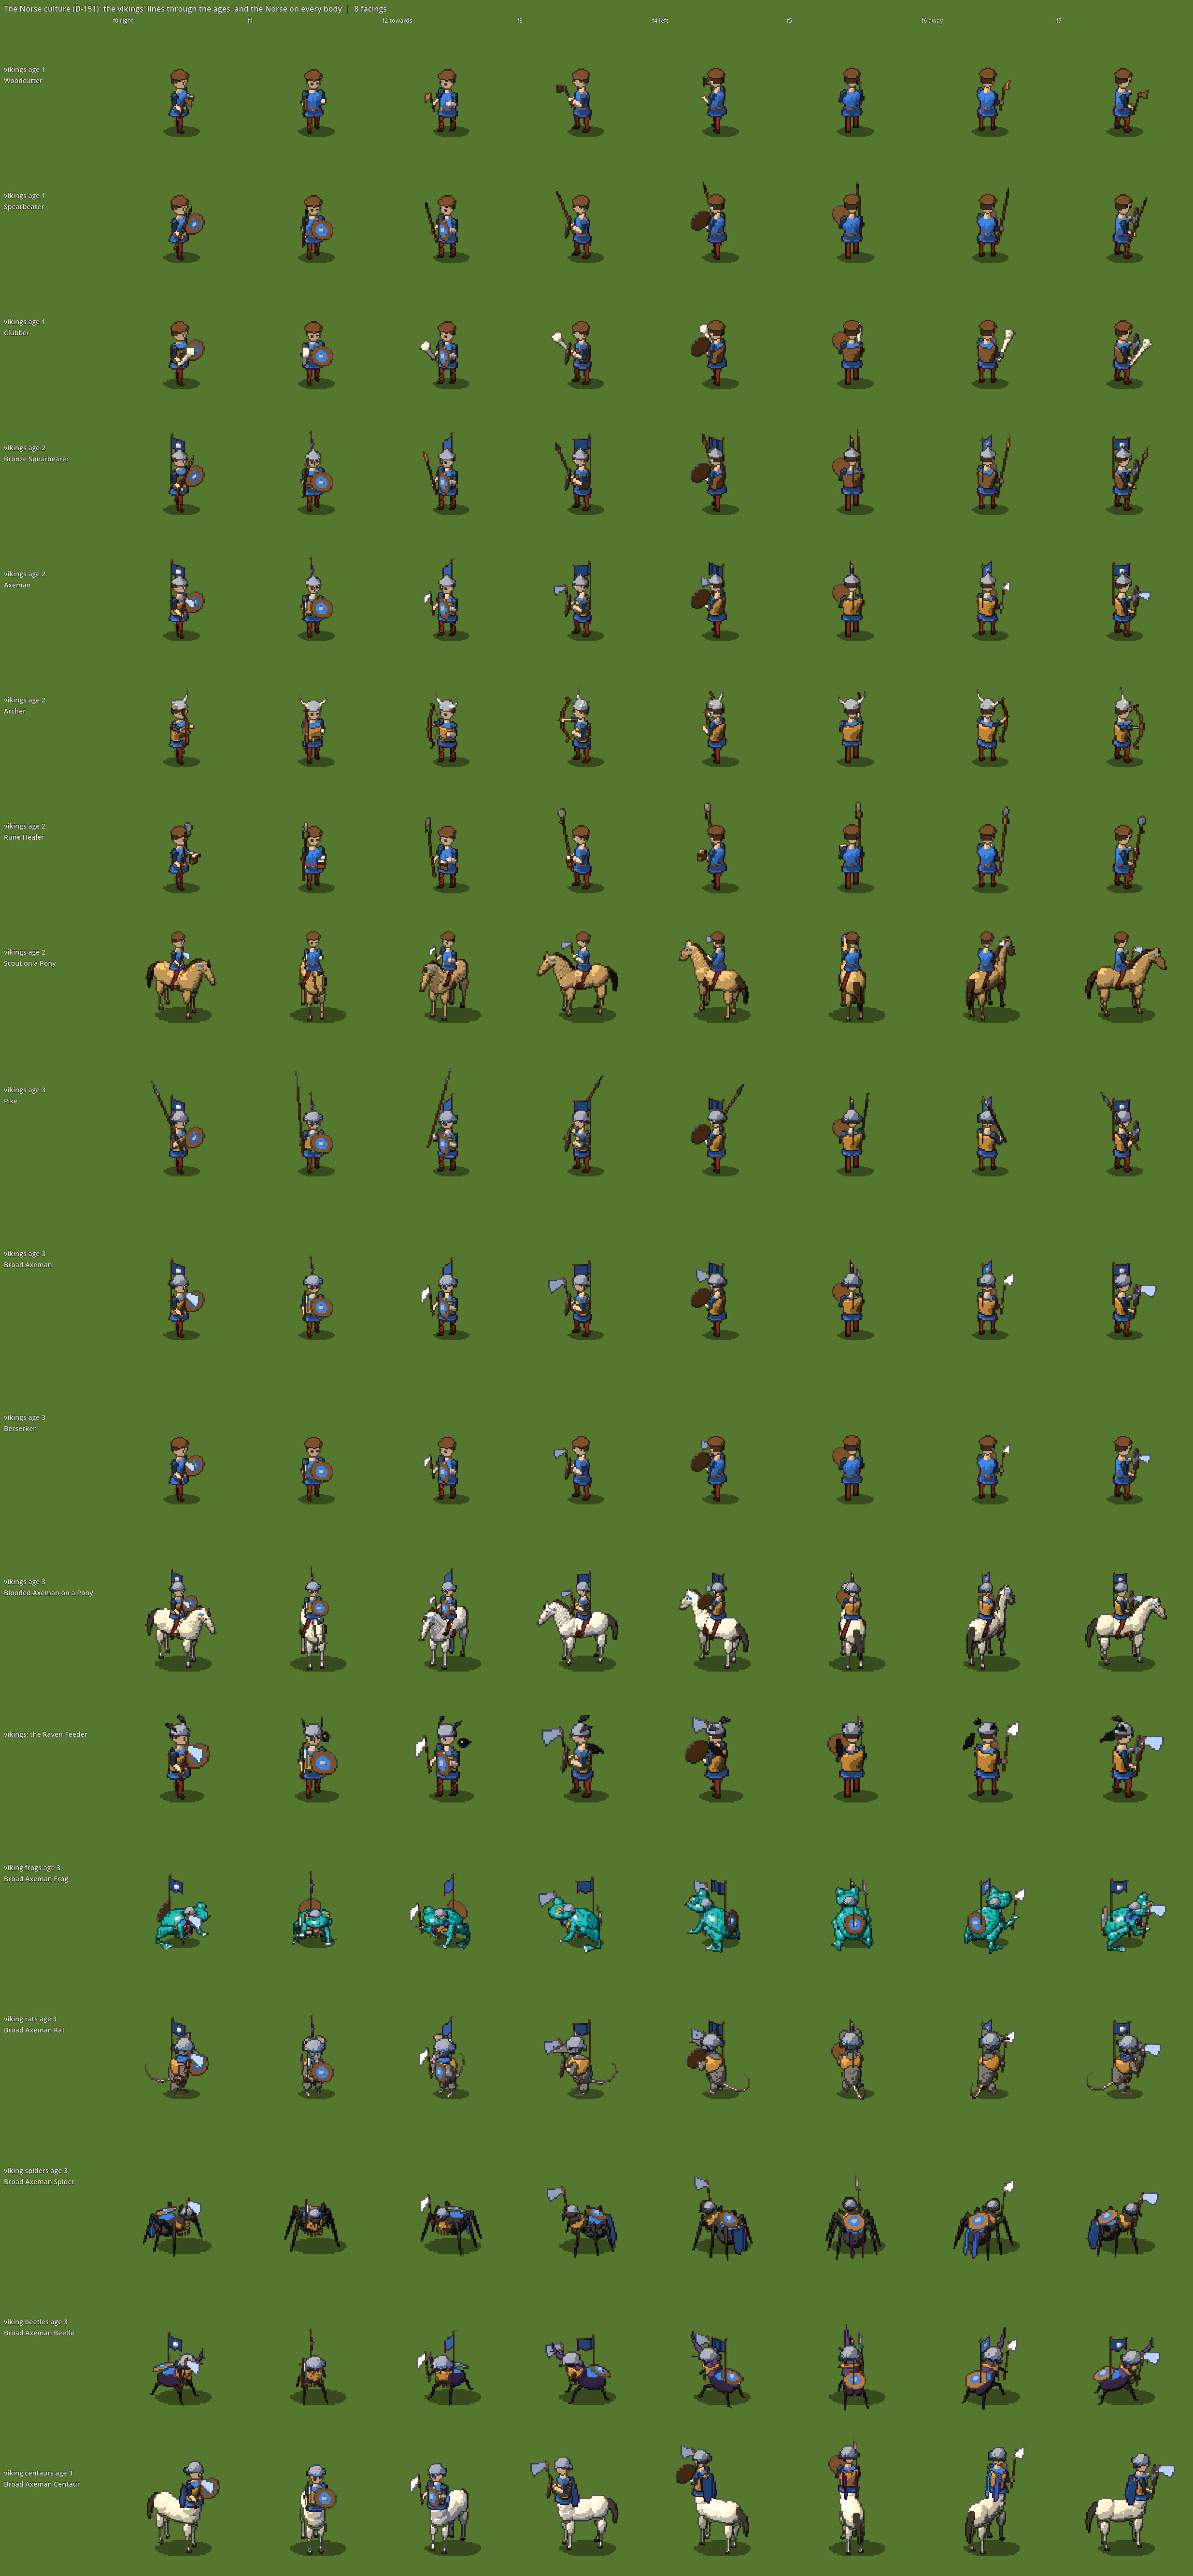 The Norse culture (D-151): the vikings' lines through the ages, and the Norse on every body | 8 facings
f0 right f1 f2 towards f3 f4 left f5 f6 away f7
vikings age 1
Woodcutter
vikings age 1
Spearbearer
vikings age 1
Clubber
vikings age 2
Bronze Spearbearer
vikings age 2
Axeman
vikings age 2
Archer
vikings age 2
Rune Healer
vikings age 2
Scout on a Pony
vikings age 3
Pike
vikings age 3
Broad Axeman
vikings age 3
Berserker
vikings age 3
Blooded Axeman on a Pony
vikings: the Raven-Feeder
viking frogs age 3
Broad Axeman Frog
viking rats age 3
Broad Axeman Rat
viking spiders age 3
Broad Axeman Spider
viking beetles age 3
Broad Axeman Beetle
viking centaurs age 3
Broad Axeman Centaur